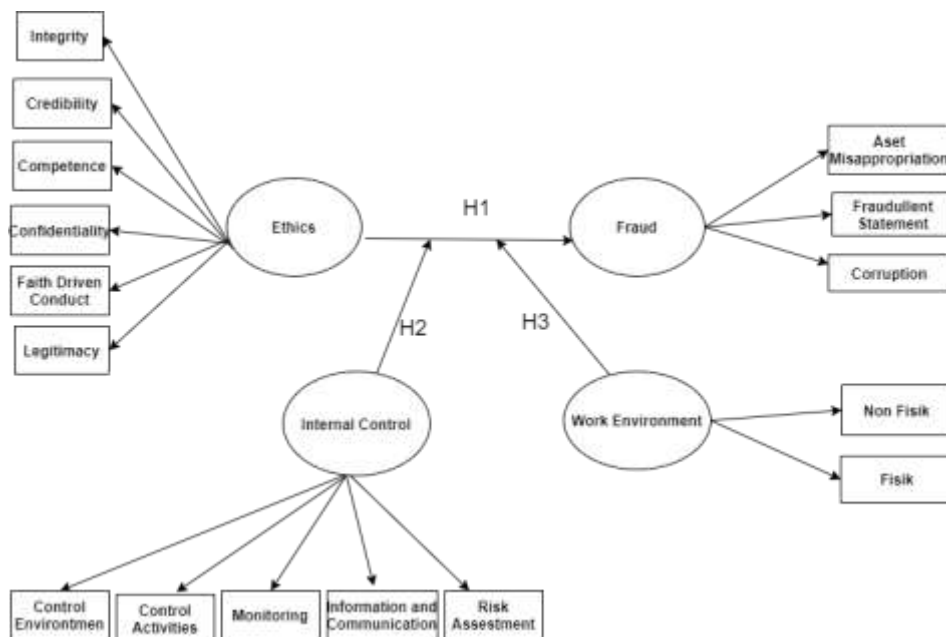 Integrity
Credibility
Competence
Confidentiality
Faith Driven
Conduct
Legitimacy
Ethics
H1
Fraud
Aset
Misappropriation
Fraudullent
Statement
Corruption
H2
H3
Internal Control
Work Environment
Non Fisik
Fisik
Control
Environtmen
Control
Activities
Monitoring
Information and
Communication
Risk
Assestment